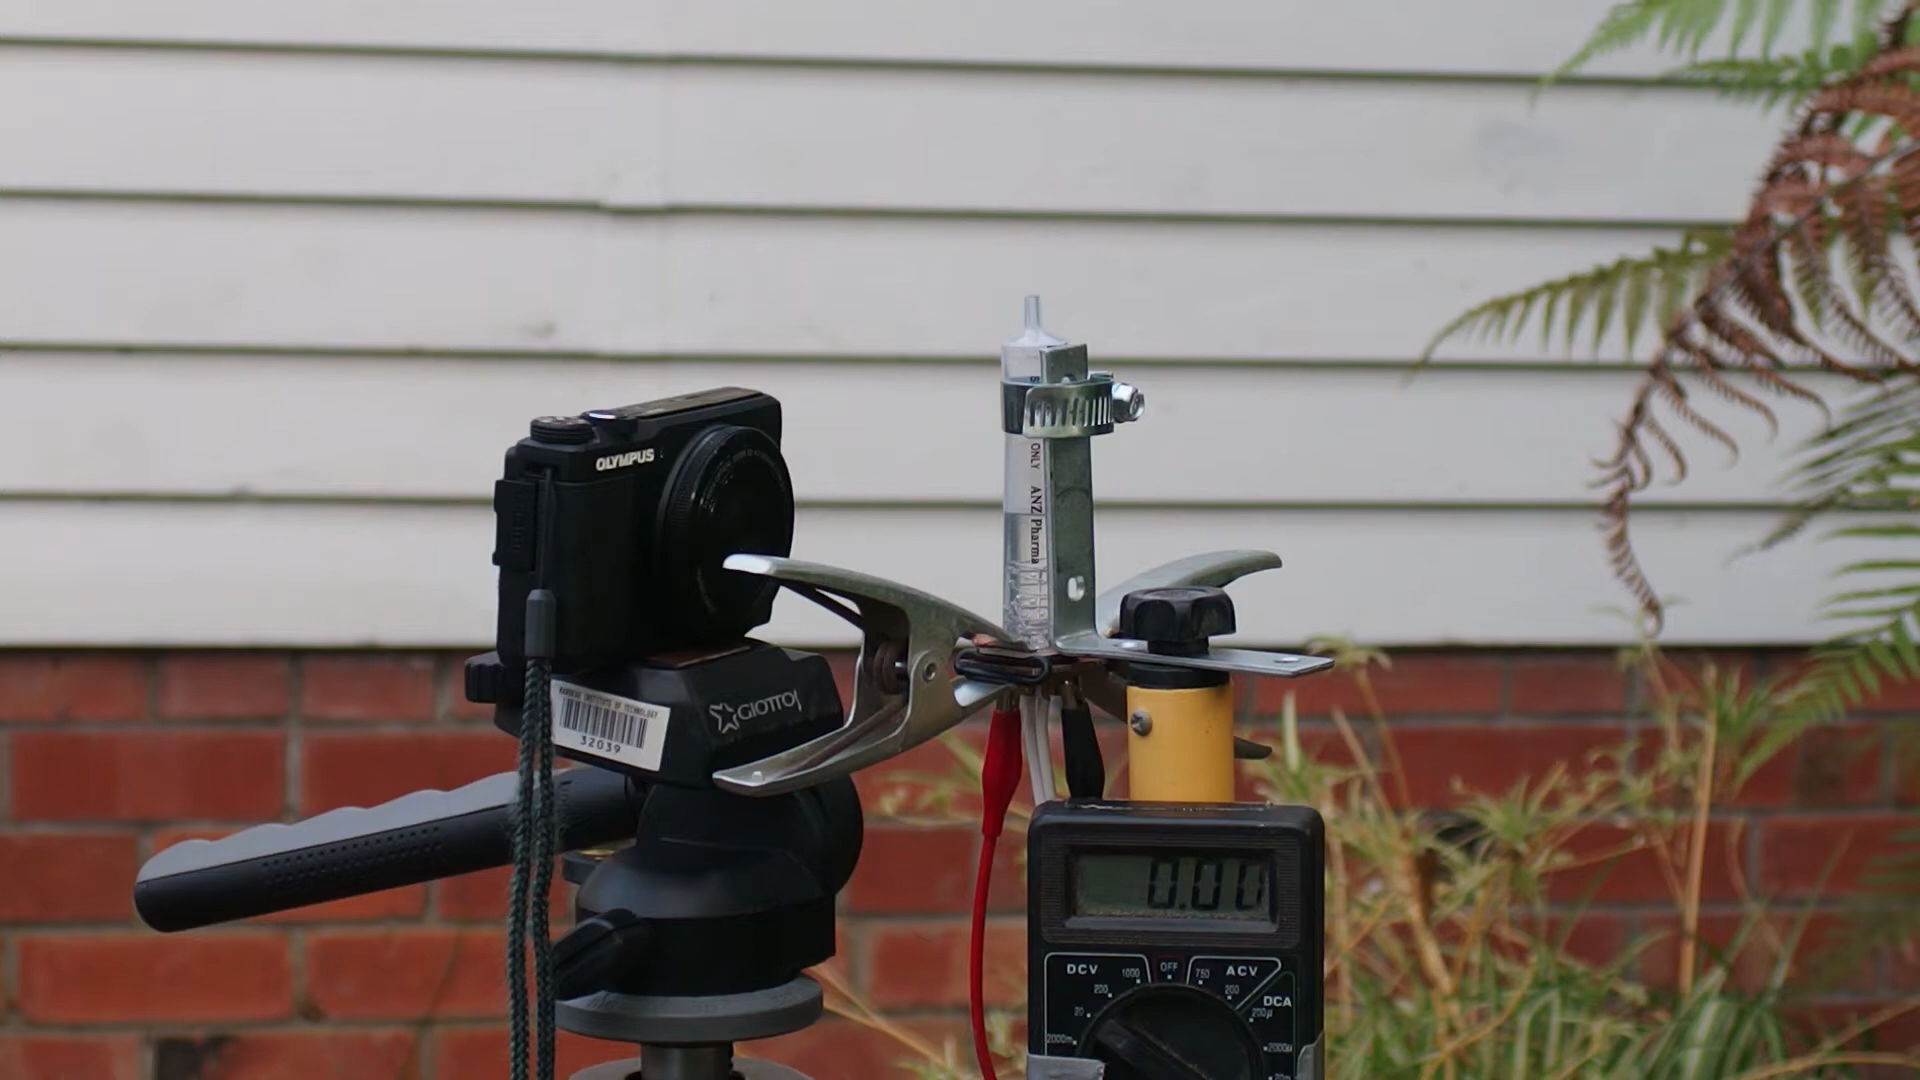 OLYMPUS
ONLY ANZ Pharma
GIOTTO
32039
0.00
DCV
1000
OFF
750
ACV
200
200
DCA
20
200µ
2000m
2000µ